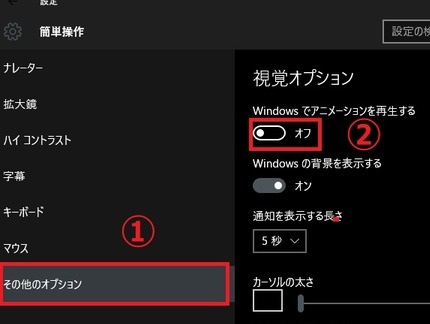 設定
簡単操作
設定の検
ナレーター
拡大鏡
ハイ コントラスト
字幕
キーボード
マウス
その他のオプション
①
視覚オプション
Windows でアニメーションを再生する
オフ
②
Windows の背景を表示する
オン
通知を表示する長さ
5 秒
カーソルの太さ